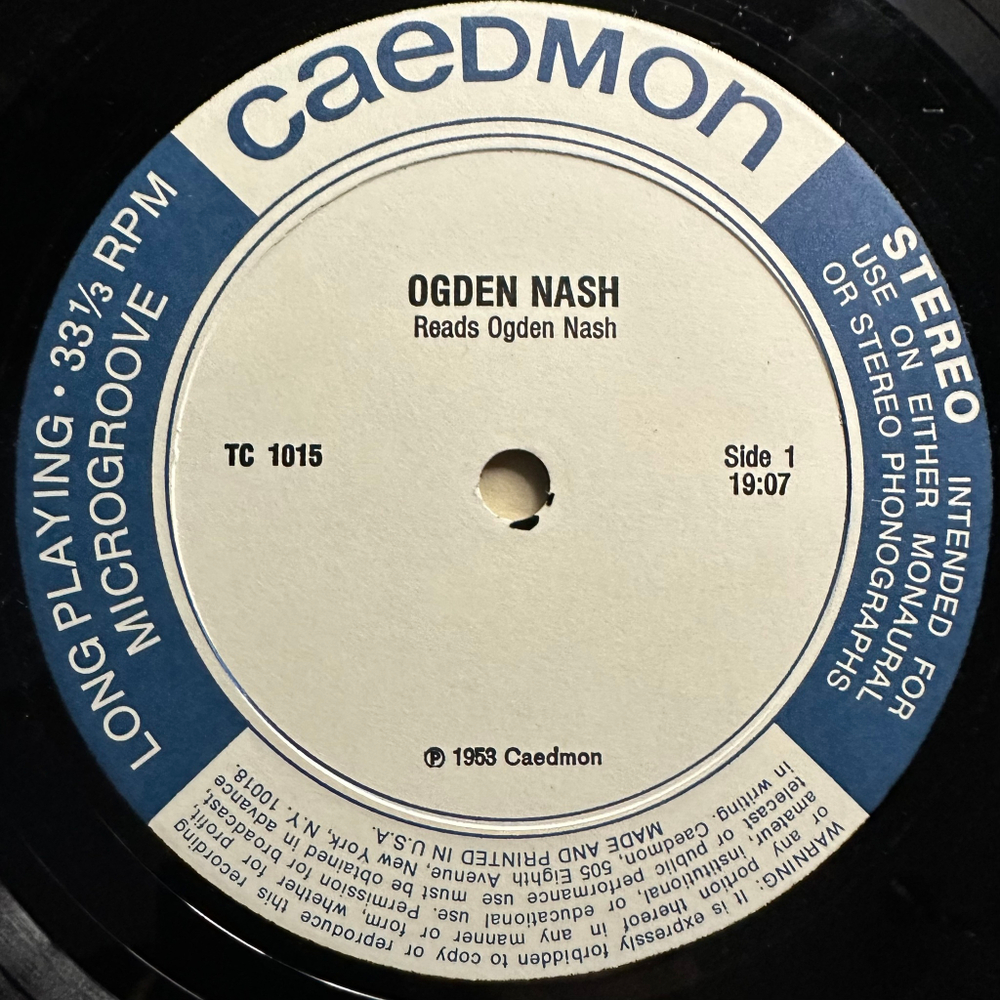 caeDMon
LONG PLAYING • 33⅓ RPM
MICROGROOVE
STEREO INTENDED FOR
USE ON EITHER MONAURAL
OR STEREO PHONOGRAPHS
OGDEN NASH
Reads Ogden Nash
TC 1015
Side 1
19:07
℗ 1953 Caedmon
WARNING: It is expressly forbidden to copy or reproduce this recording
or any portion thereof in any manner or form, whether for profit,
amateur, institutional, or educational use. Permission for broadcast,
telecast or public performance use must be obtained in advance
in writing. Caedmon, 505 Eighth Avenue, New York, N.Y. 10018.
MADE AND PRINTED IN U.S.A.